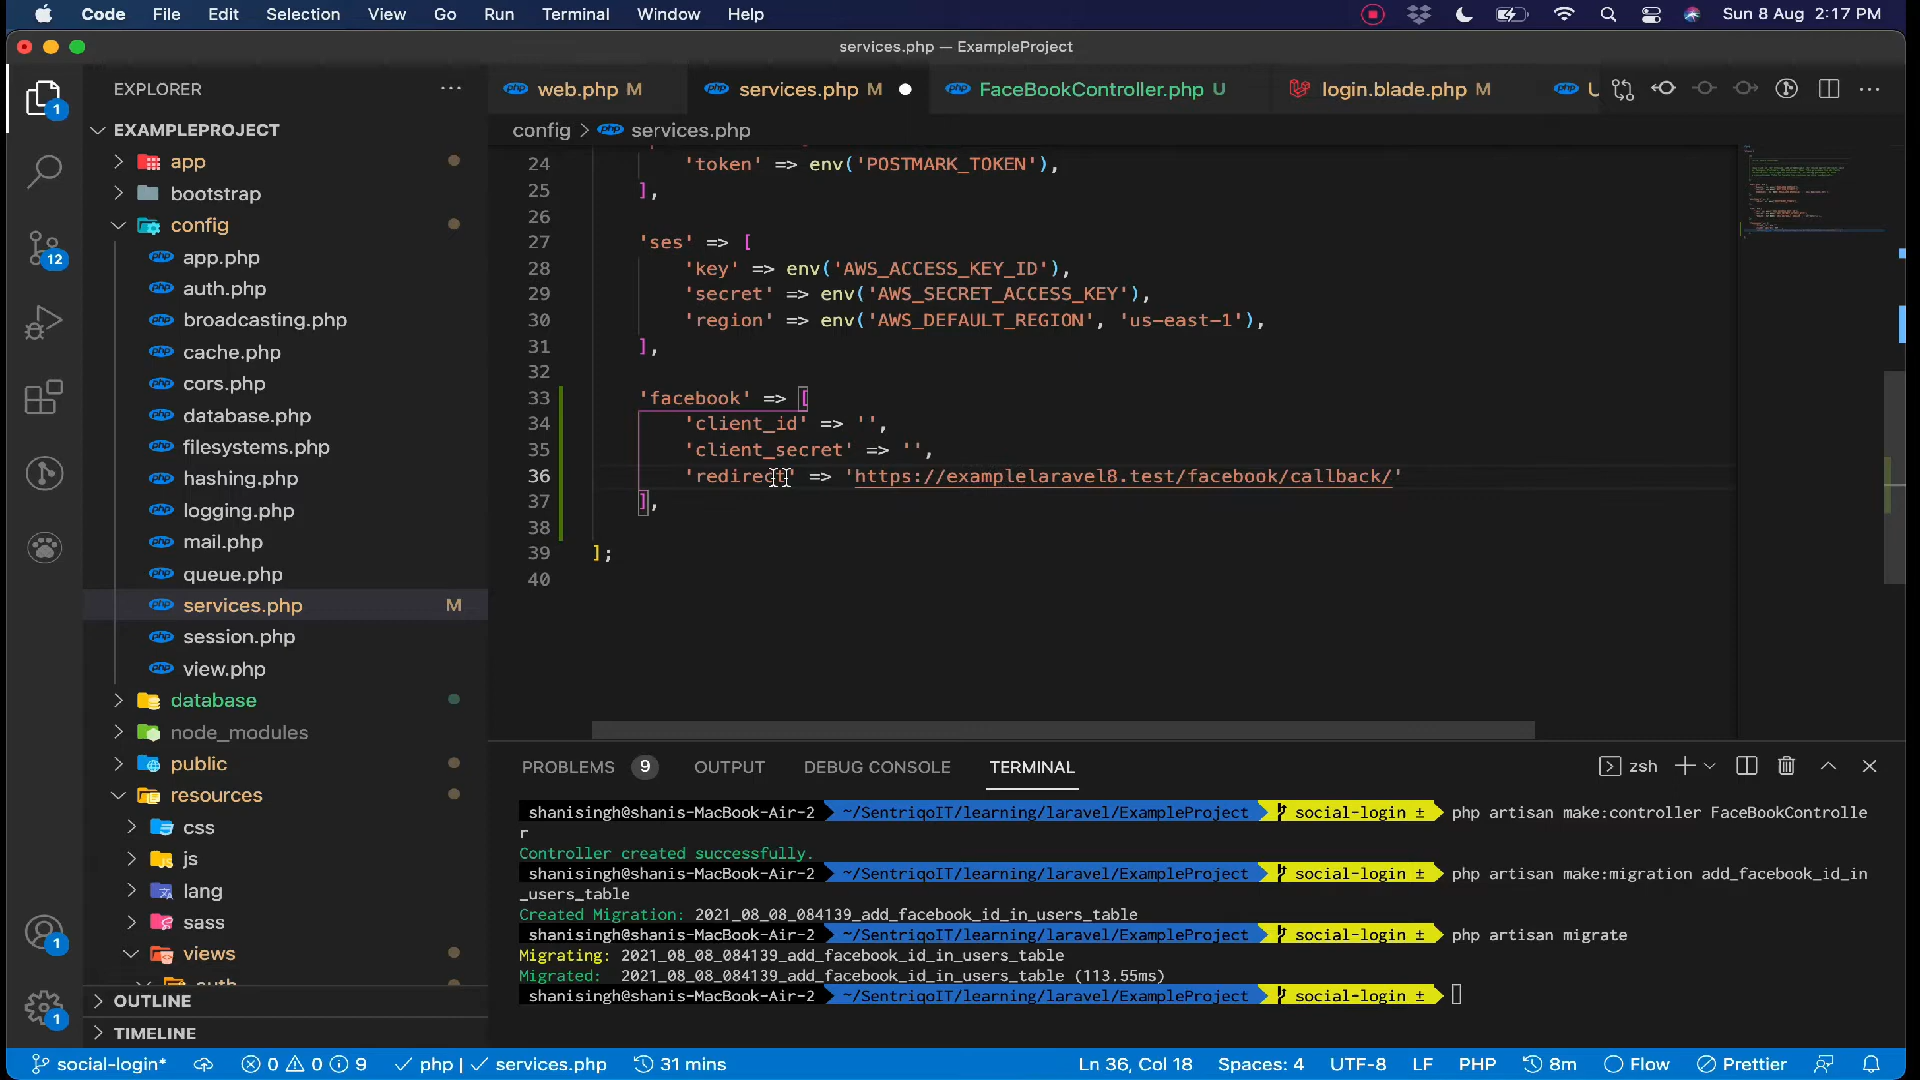 Code File Edit Selection View Go Run Terminal Window Help Sun 8 Aug 2:17 PM
services.php — ExampleProject
EXPLORER
web.php M services.php M FaceBookController.php U login.blade.php M
EXAMPLEPROJECT
config > services.php
app
bootstrap
config
app.php
auth.php
broadcasting.php
cache.php
cors.php
database.php
filesystems.php
hashing.php
logging.php
mail.php
queue.php
services.php M
session.php
view.php
database
node_modules
public
resources
css
js
lang
sass
views
OUTLINE
TIMELINE
1
12
1
1
24 'token' => env('POSTMARK_TOKEN'),
25 ],
26
27 'ses' => [
28 'key' => env('AWS_ACCESS_KEY_ID'),
29 'secret' => env('AWS_SECRET_ACCESS_KEY'),
30 'region' => env('AWS_DEFAULT_REGION', 'us-east-1'),
31 ],
32
33 'facebook' => [
34 'client_id' => '',
35 'client_secret' => '',
36 'redirect' => 'https://examplelaravel8.test/facebook/callback/'
37 ],
38
39 ];
40
PROBLEMS 9 OUTPUT DEBUG CONSOLE TERMINAL zsh
shanisingh@shanis-MacBook-Air-2 ~/SentriqoIT/learning/laravel/ExampleProject social-login ± php artisan make:controller FaceBookControlle
r
Controller created successfully.
shanisingh@shanis-MacBook-Air-2 ~/SentriqoIT/learning/laravel/ExampleProject social-login ± php artisan make:migration add_facebook_id_in
_users_table
Created Migration: 2021_08_08_084139_add_facebook_id_in_users_table
shanisingh@shanis-MacBook-Air-2 ~/SentriqoIT/learning/laravel/ExampleProject social-login ± php artisan migrate
Migrating: 2021_08_08_084139_add_facebook_id_in_users_table
Migrated: 2021_08_08_084139_add_facebook_id_in_users_table (113.55ms)
shanisingh@shanis-MacBook-Air-2 ~/SentriqoIT/learning/laravel/ExampleProject social-login ±
social-login* 0 0 9 php | services.php 31 mins Ln 36, Col 18 Spaces: 4 UTF-8 LF PHP 8m Flow Prettier